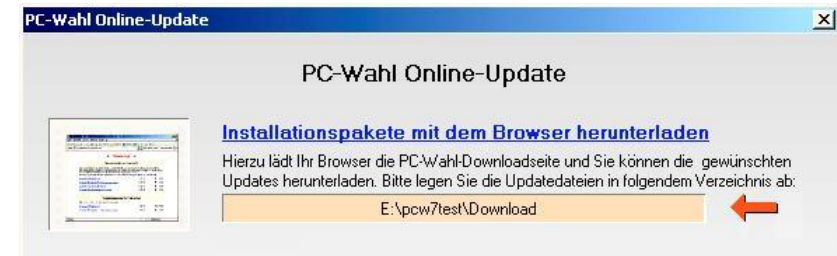 PC-Wahl Online-Update
PC-Wahl Online-Update
Installationspakete mit dem Browser herunterladen
Hierzu lädt Ihr Browser die PC-Wahl-Downloadseite und Sie können die gewünschten
Updates herunterladen. Bitte legen Sie die Updatedateien in folgendem Verzeichnis ab:
E:\pcw7test\Download